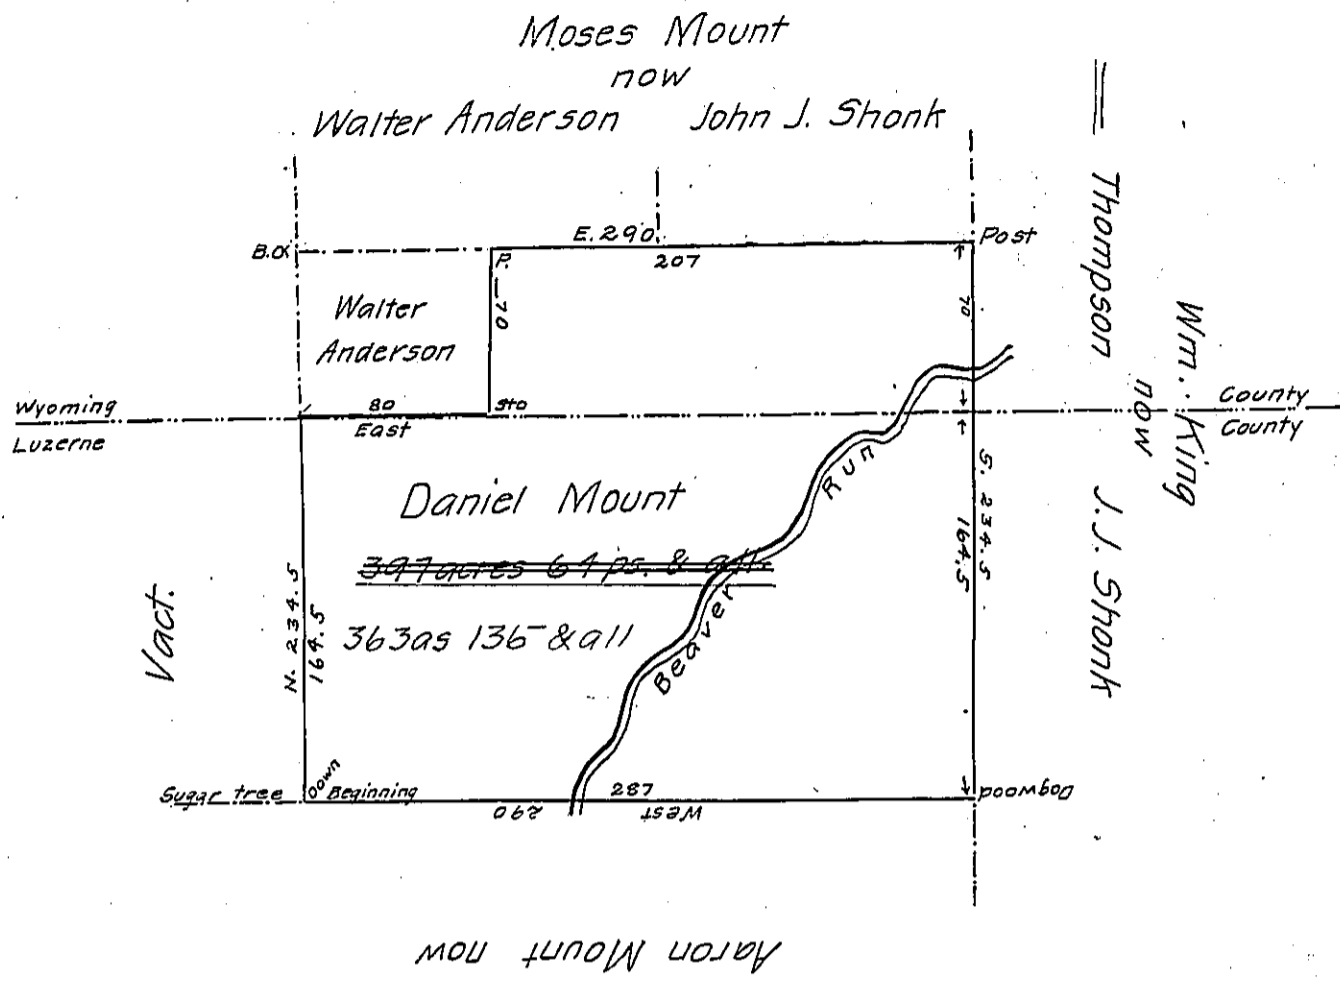 Moses Mount
now
Walter Anderson John J. Shonk
E. 290.
Post
B.O.
P.
207
70
70
Walter
Anderson
Thompson
Wm. King
now
J. J. Shonk
Wyoming
80
Sto
County
Luzerne
East
County
Run
Daniel Mount
S. 234.5
164.5
397 acres 64 ps. & all.
Vact.
N. 234.5
164.5
363as 136 & all
Beaver
Sugar tree
Down
Beginning
287
290
West
Dogwood
Aaron Mount now